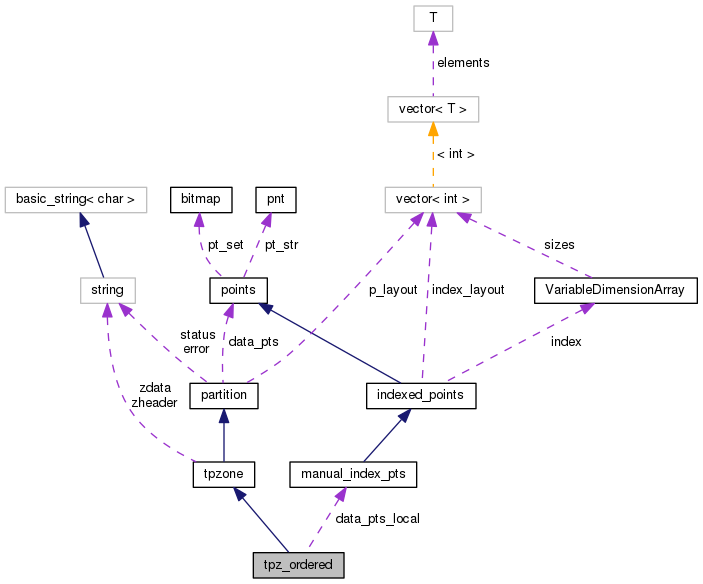 T
elements
vector< T >
< int >
basic_string< char >
bitmap
pnt
vector< int >
pt_set
pt_str
sizes
string
points
p_layout
index_layout
VariableDimensionArray
status
error
data_pts
index
zdata
zheader
partition
indexed_points
tpzone
manual_index_pts
data_pts_local
tpz_ordered